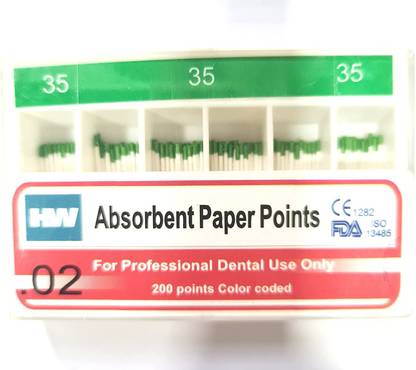 35 35 35
HW Absorbent Paper Points CE 1282
FDA ISO 13485
For Professional Dental Use Only
.02
200 points Color coded